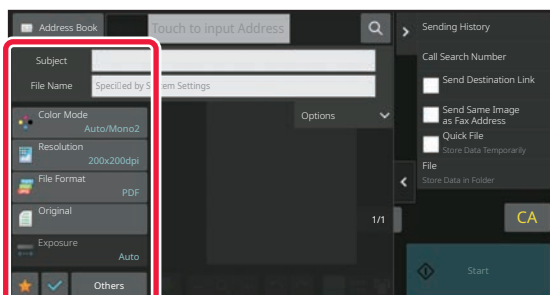 Address Book
Touch to input Address
Subject
File Name
Specified by System Settings
Color Mode
Auto/Mono2
Resolution
200x200dpi
File Format
PDF
Original
Exposure
Auto
Others
Options
1/1
Sending History
Call Search Number
Send Destination Link
Send Same Image
as Fax Address
Quick File
Store Data Temporarily
File
Store Data in Folder
CA
Start